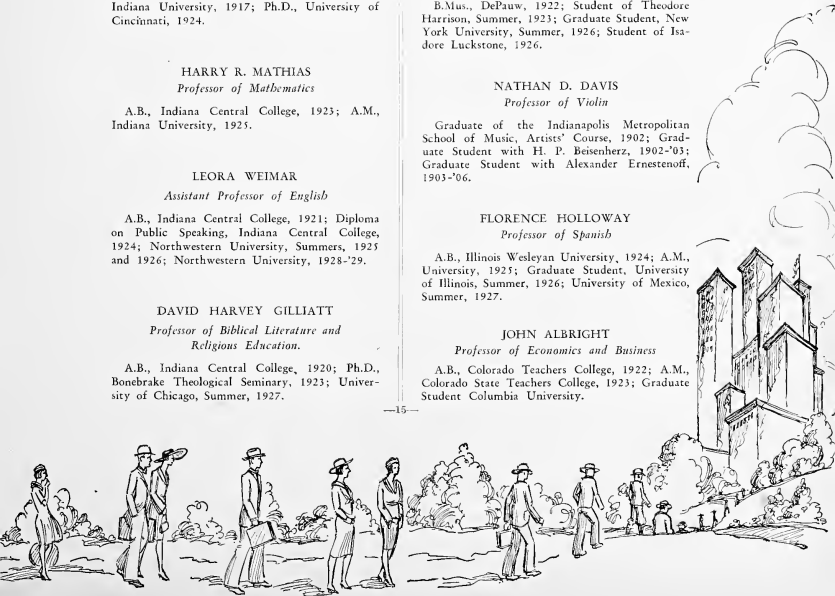 Indiana University, 1917; Ph.D., University of
Cincinnati, 1924.
HARRY R. MATHIAS
Professor of Mathematics
A.B., Indiana Central College, 1923; A.M.,
Indiana University, 1925.
LEORA WEIMAR
Assistant Professor of English
A.B., Indiana Central College, 1921; Diploma
on Public Speaking, Indiana Central College,
1924; Northwestern University, Summers, 1925
and 1926; Northwestern University, 1928-'29.
DAVID HARVEY GILLIATT
Professor of Biblical Literature and
Religious Education.
A.B., Indiana Central College, 1920; Ph.D.,
Bonebrake Theological Seminary, 1923; Univer-
sity of Chicago, Summer, 1927.
B.Mus., DePauw, 1922; Student of Theodore
Harrison, Summer, 1923; Graduate Student, New
York University, Summer, 1926; Student of Isa-
dore Luckstone, 1926.
NATHAN D. DAVIS
Professor of Violin
Graduate of the Indianapolis Metropolitan
School of Music, Artists' Course, 1902; Grad-
uate Student with H. P. Beisenherz, 1902-'03;
Graduate Student with Alexander Ernestenoff,
1903-'06.
FLORENCE HOLLOWAY
Professor of Spanish
A.B., Illinois Wesleyan University, 1924; A.M.,
University, 1925; Graduate Student, University
of Illinois, Summer, 1926; University of Mexico,
Summer, 1927.
JOHN ALBRIGHT
Professor of Economics and Business
A.B., Colorado Teachers College, 1922; A.M.,
Colorado State Teachers College, 1923; Graduate
Student Columbia University.
—15—